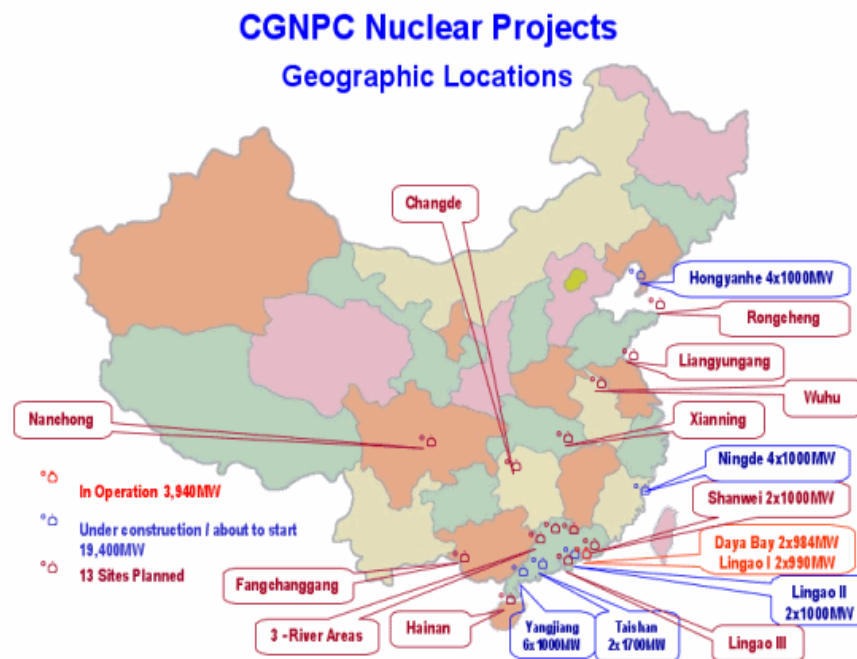 CGNPC Nuclear Projects
Geographic Locations
Changde
Hongyanhe 4x1000MW
Rongcheng
Liangyungang
Wuhu
Nanchong
Xianning
Ningde 4x1000MW
Shanwei 2x1000MW
In Operation 3,940MW
Under construction / about to start
19,400MW
13 Sites Planned
Daya Bay 2x984MW
Lingao I 2x990MW
Fangchanggang
Lingao II
2x1000MW
3 -River Areas
Hainan
Yangjiang
6x1000MW
Taishan
2x1700MW
Lingao III